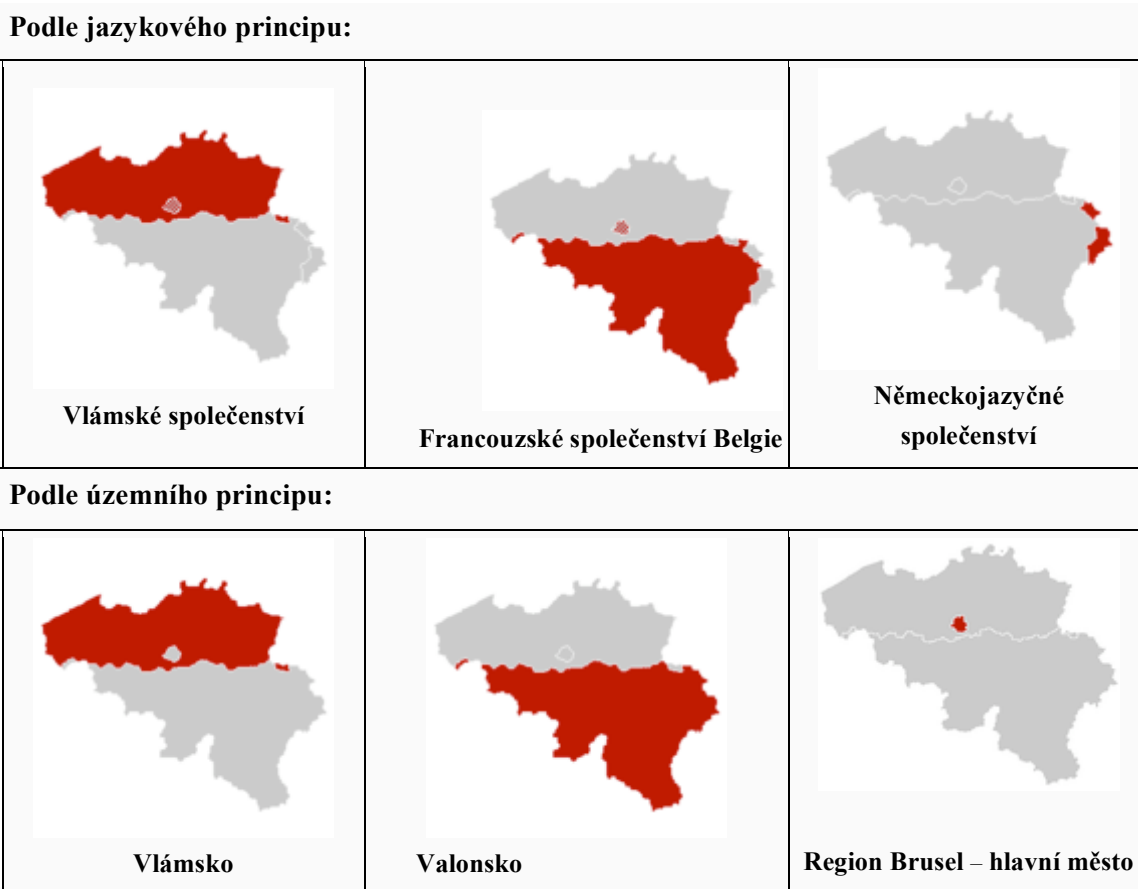 Podle jazykového principu:
Vlámské společenství
Francouzské společenství Belgie
Německojazyčné
společenství
Podle územního principu:
Vlámsko
Valonsko
Region Brusel – hlavní město